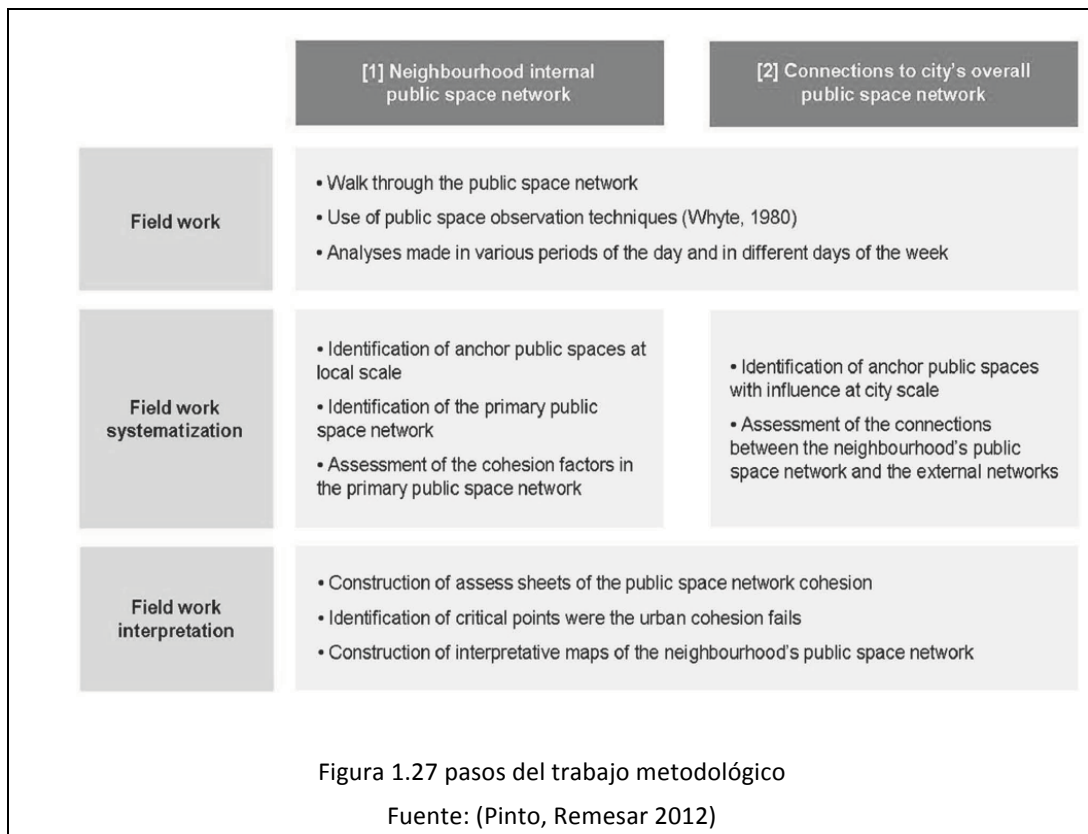 [1] Neighbourhood internal
public space network
[2] Connections to city's overall
public space network
Field work
• Walk through the public space network
• Use of public space observation techniques (Whyte, 1980)
• Analyses made in various periods of the day and in different days of the week
Field work
systematization
• Identification of anchor public spaces at
local scale
• Identification of the primary public
space network
• Assessment of the cohesion factors in
the primary public space network
• Identification of anchor public spaces
with influence at city scale
• Assessment of the connections
between the neighbourhood's public
space network and the external networks
Field work
interpretation
• Construction of assess sheets of the public space network cohesion
• Identification of critical points were the urban cohesion fails
• Construction of interpretative maps of the neighbourhood's public space network
Figura 1.27 pasos del trabajo metodológico
Fuente: (Pinto, Remesar 2012)